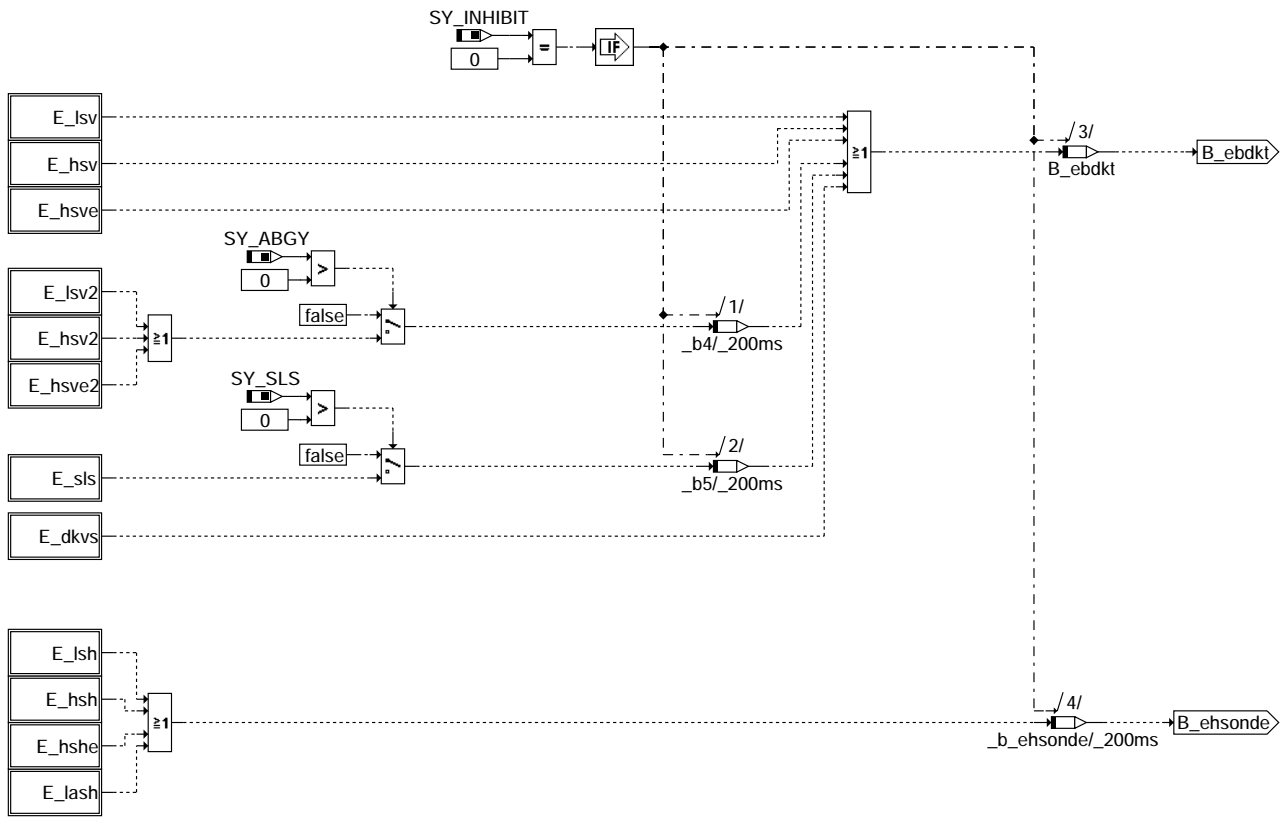 SY_INHIBIT
0
=
IF
E_lsv
E_hsv
E_hsve
≥1
/3/
B_ebdkt
B_ebdkt
SY_ABGY
0
>
false
E_lsv2
E_hsv2
E_hsve2
≥1
/1/
_b4/_200ms
SY_SLS
0
>
false
E_sls
/2/
_b5/_200ms
E_dkvs
E_lsh
E_hsh
E_hshe
E_lash
≥1
/4/
_b_ehsonde/_200ms
B_ehsonde